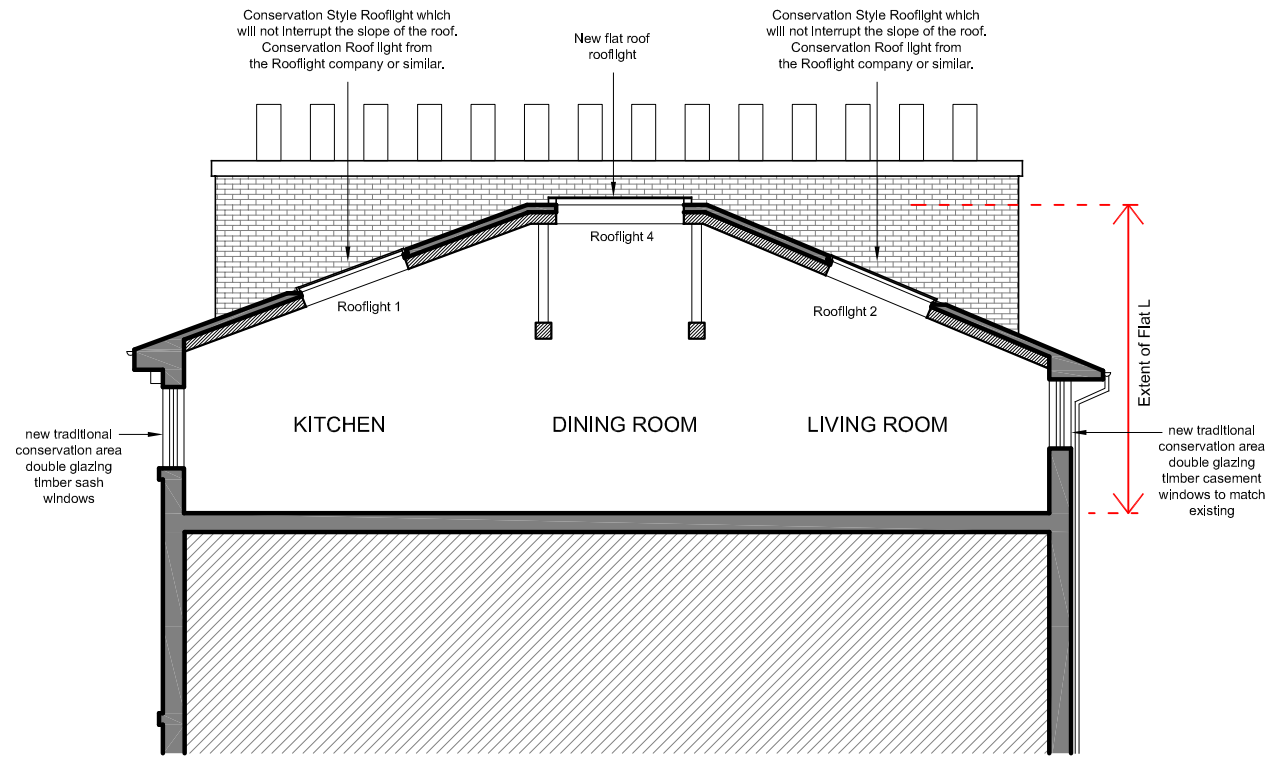 Conservation Style Rooflight which
will not interrupt the slope of the roof.
Conservation Roof light from
the Rooflight company or similar.
New flat roof
rooflight
Conservation Style Rooflight which
will not interrupt the slope of the roof.
Conservation Roof light from
the Rooflight company or similar.
Rooflight 4
Rooflight 1
Rooflight 2
Extent of Flat L
KITCHEN
DINING ROOM
LIVING ROOM
new traditional
conservation area
double glazing
timber sash
windows
new traditional
conservation area
double glazing
timber casement
windows to match
existing